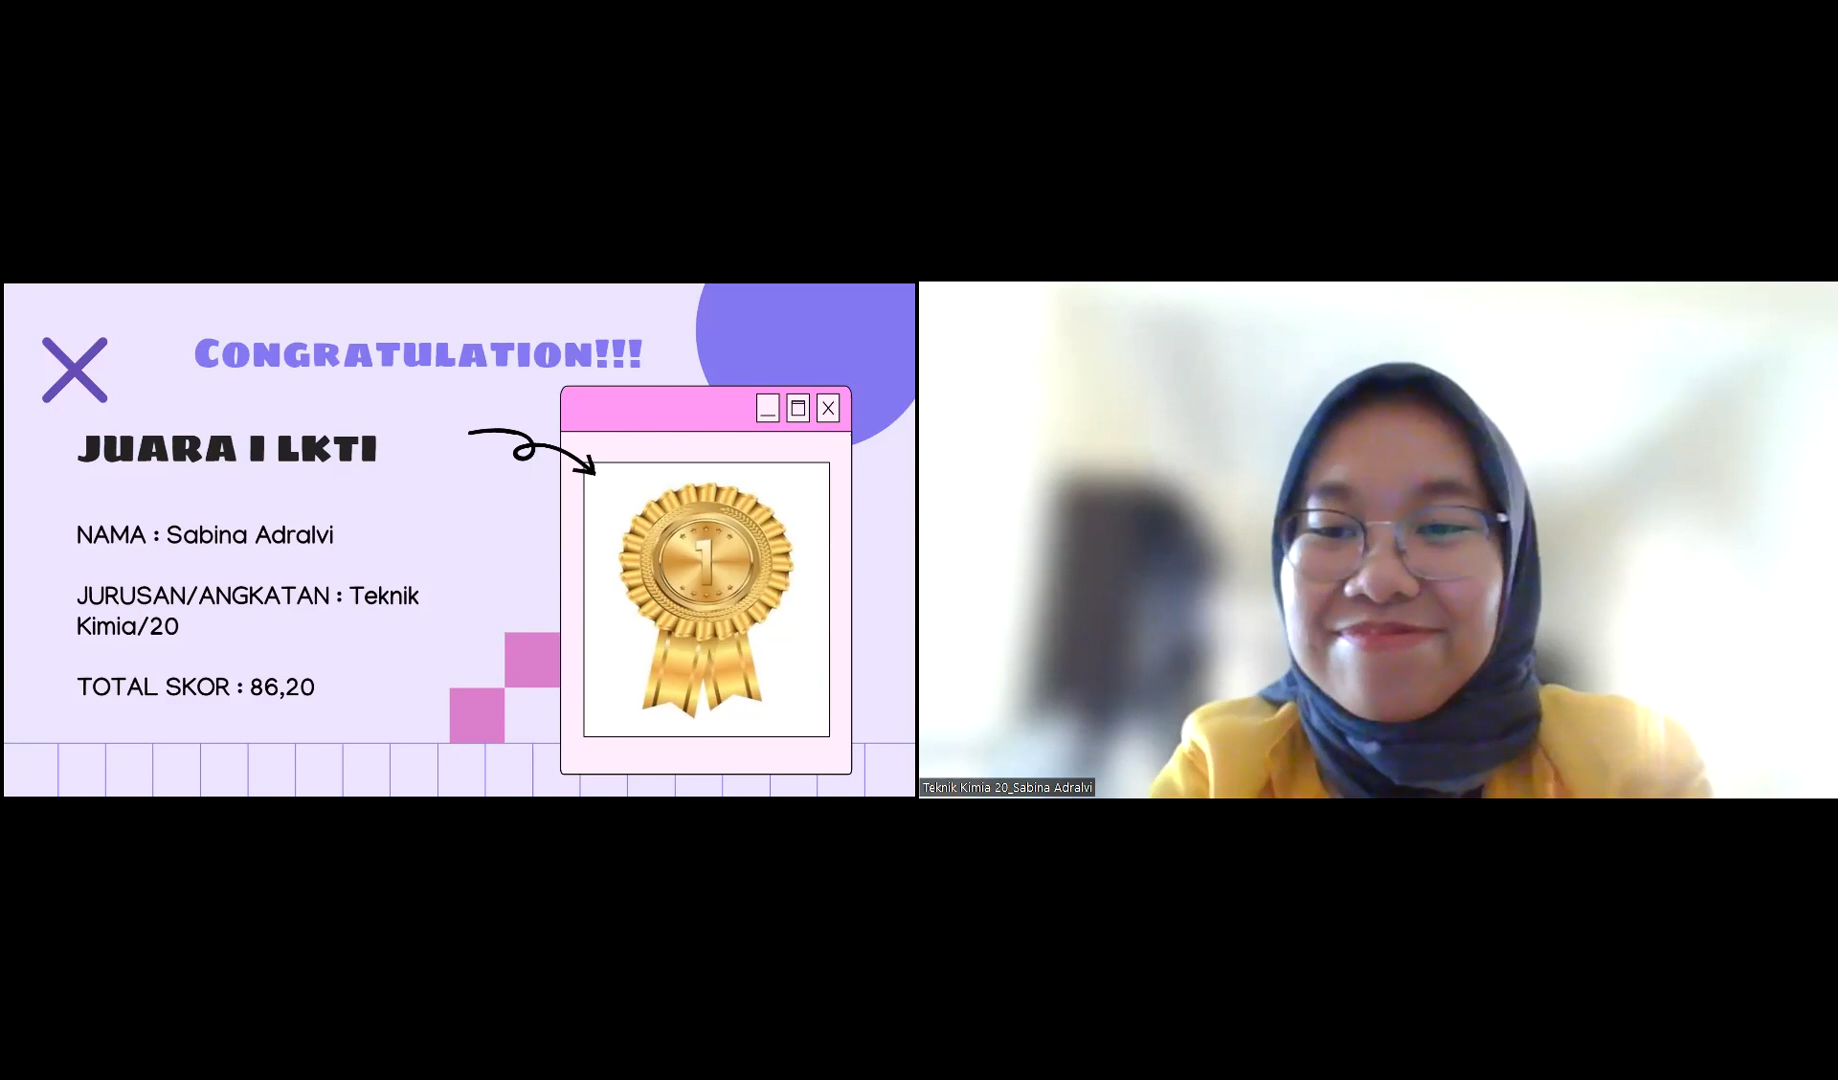 Congratulation!!!
JUARA I LKTI
NAMA : Sabina Adralvi
JURUSAN/ANGKATAN : Teknik
Kimia/20
TOTAL SKOR : 86,20
1
Teknik Kimia 20_Sabina Adralvi